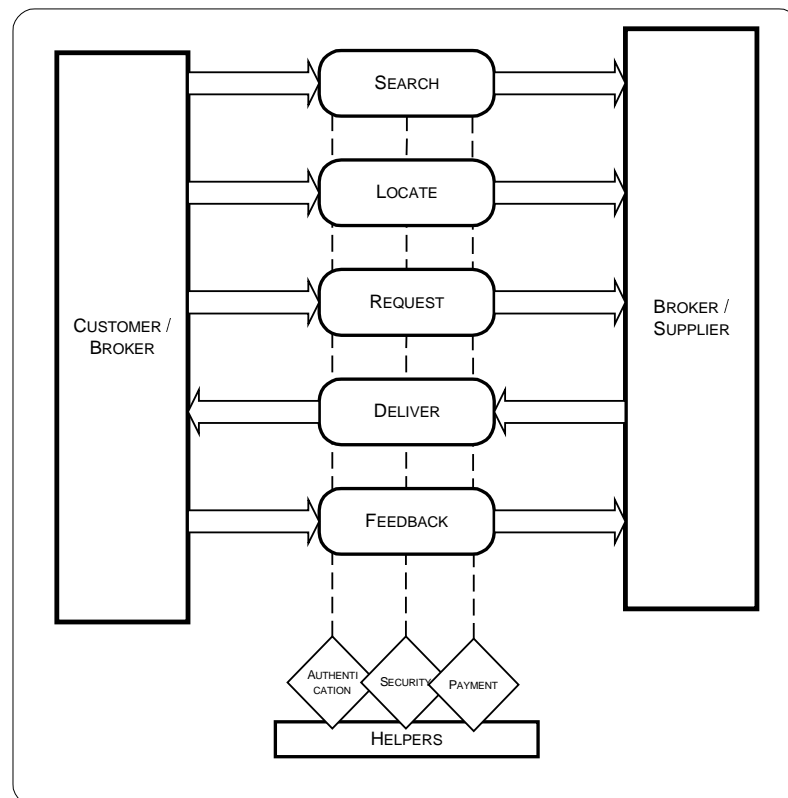 SEARCH
LOCATE
REQUEST
CUSTOMER /
BROKER
BROKER /
SUPPLIER
DELIVER
FEEDBACK
AUTHENTI
CATION
SECURITY
PAYMENT
HELPERS